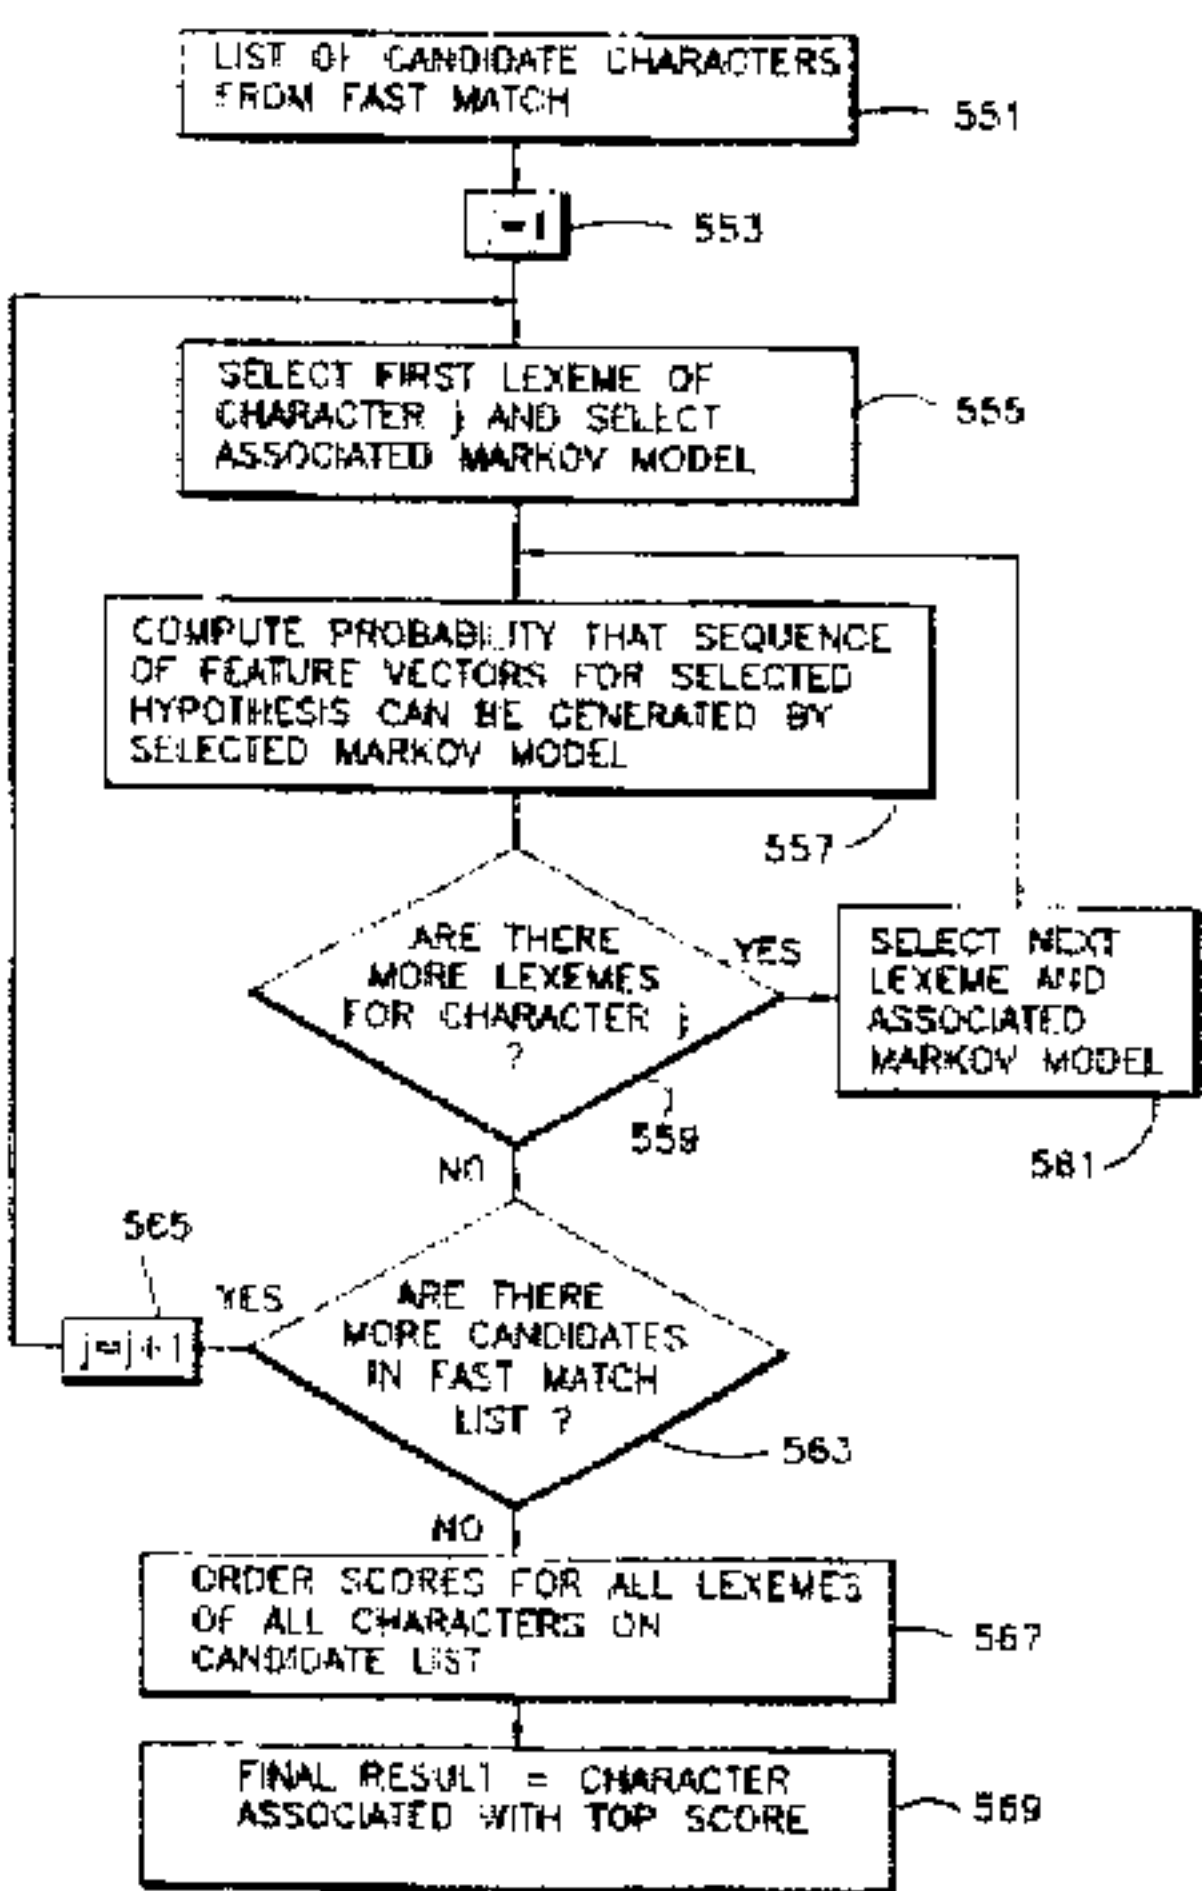 LIST OF CANDIDATE CHARACTERS
FROM FAST MATCH
551
=1
553
SELECT FIRST LEXEME OF
CHARACTER j AND SELECT
ASSOCIATED MARKOV MODEL
555
COMPUTE PROBABILITY THAT SEQUENCE
OF FEATURE VECTORS FOR SELECTED
HYPOTHESIS CAN BE GENERATED BY
SELECTED MARKOV MODEL
557
ARE THERE
MORE LEXEMES
FOR CHARACTER j
?
YES
559
NO
SELECT NEXT
LEXEME AND
ASSOCIATED
MARKOV MODEL
561
565
YES
j=j+1
ARE THERE
MORE CANDIDATES
IN FAST MATCH
LIST ?
563
NO
ORDER SCORES FOR ALL LEXEMES
OF ALL CHARACTERS ON
CANDIDATE LIST
567
FINAL RESULT = CHARACTER
ASSOCIATED WITH TOP SCORE
569